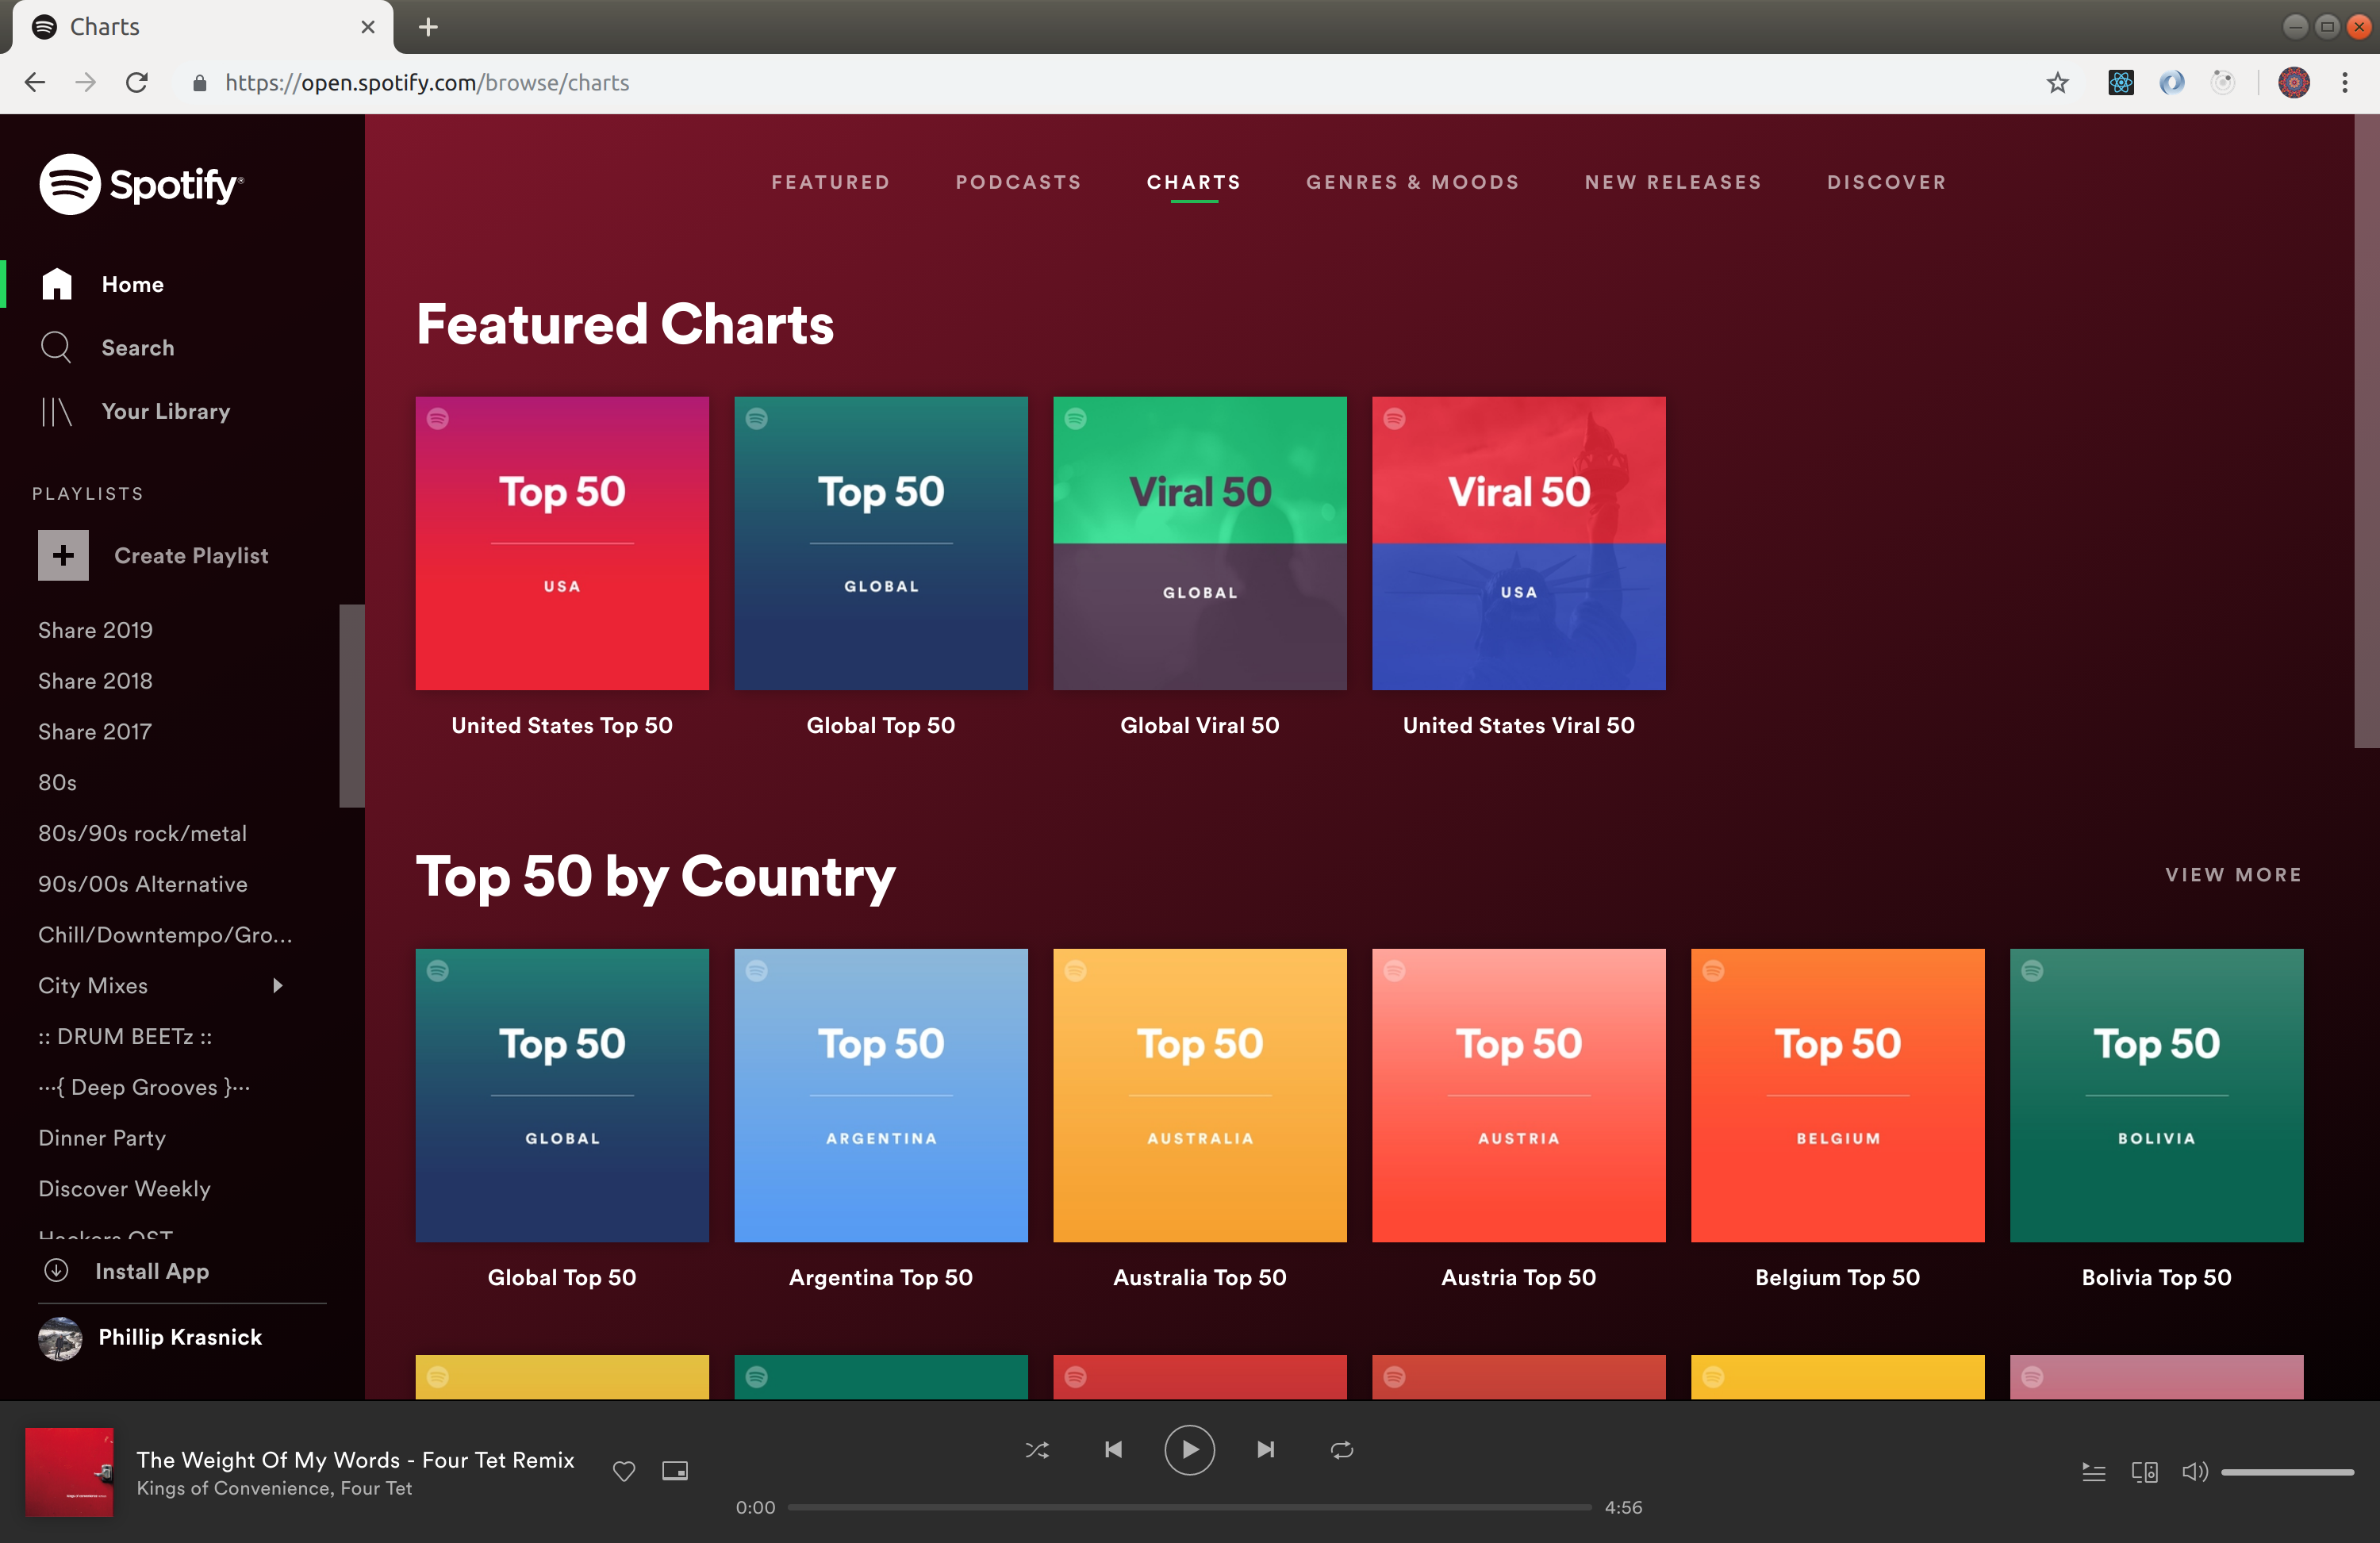 Charts
https://open.spotify.com/browse/charts
Spotify®
Home
Search
Your Library
PLAYLISTS
Create Playlist
Share 2019
Share 2018
Share 2017
80s
80s/90s rock/metal
90s/00s Alternative
Chill/Downtempo/Gro...
City Mixes
:: DRUM BEETz ::
···{ Deep Grooves }···
Dinner Party
Discover Weekly
Hackers OST
Install App
Phillip Krasnick
FEATURED PODCASTS CHARTS GENRES & MOODS NEW RELEASES DISCOVER
Featured Charts
Top 50
USA
United States Top 50
Top 50
GLOBAL
Global Top 50
Viral 50
GLOBAL
Global Viral 50
Viral 50
USA
United States Viral 50
Top 50 by Country
VIEW MORE
Top 50
GLOBAL
Global Top 50
Top 50
ARGENTINA
Argentina Top 50
Top 50
AUSTRALIA
Australia Top 50
Top 50
AUSTRIA
Austria Top 50
Top 50
BELGIUM
Belgium Top 50
Top 50
BOLIVIA
Bolivia Top 50
The Weight Of My Words - Four Tet Remix
Kings of Convenience, Four Tet
0:00
4:56